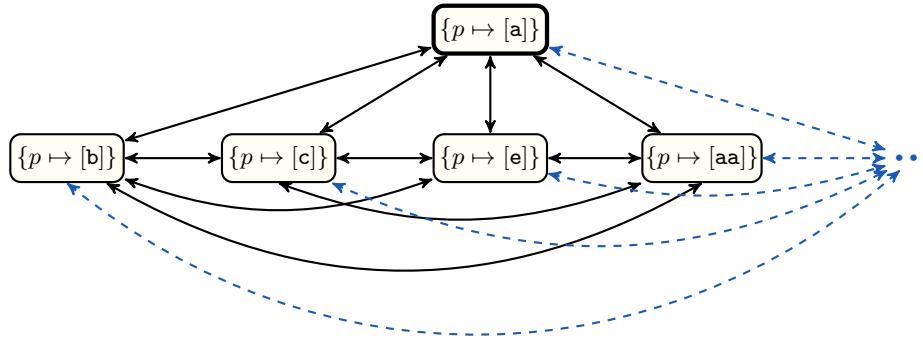 {p ↦ [a]}
{p ↦ [b]} {p ↦ [c]} {p ↦ [e]} {p ↦ [aa]} ••